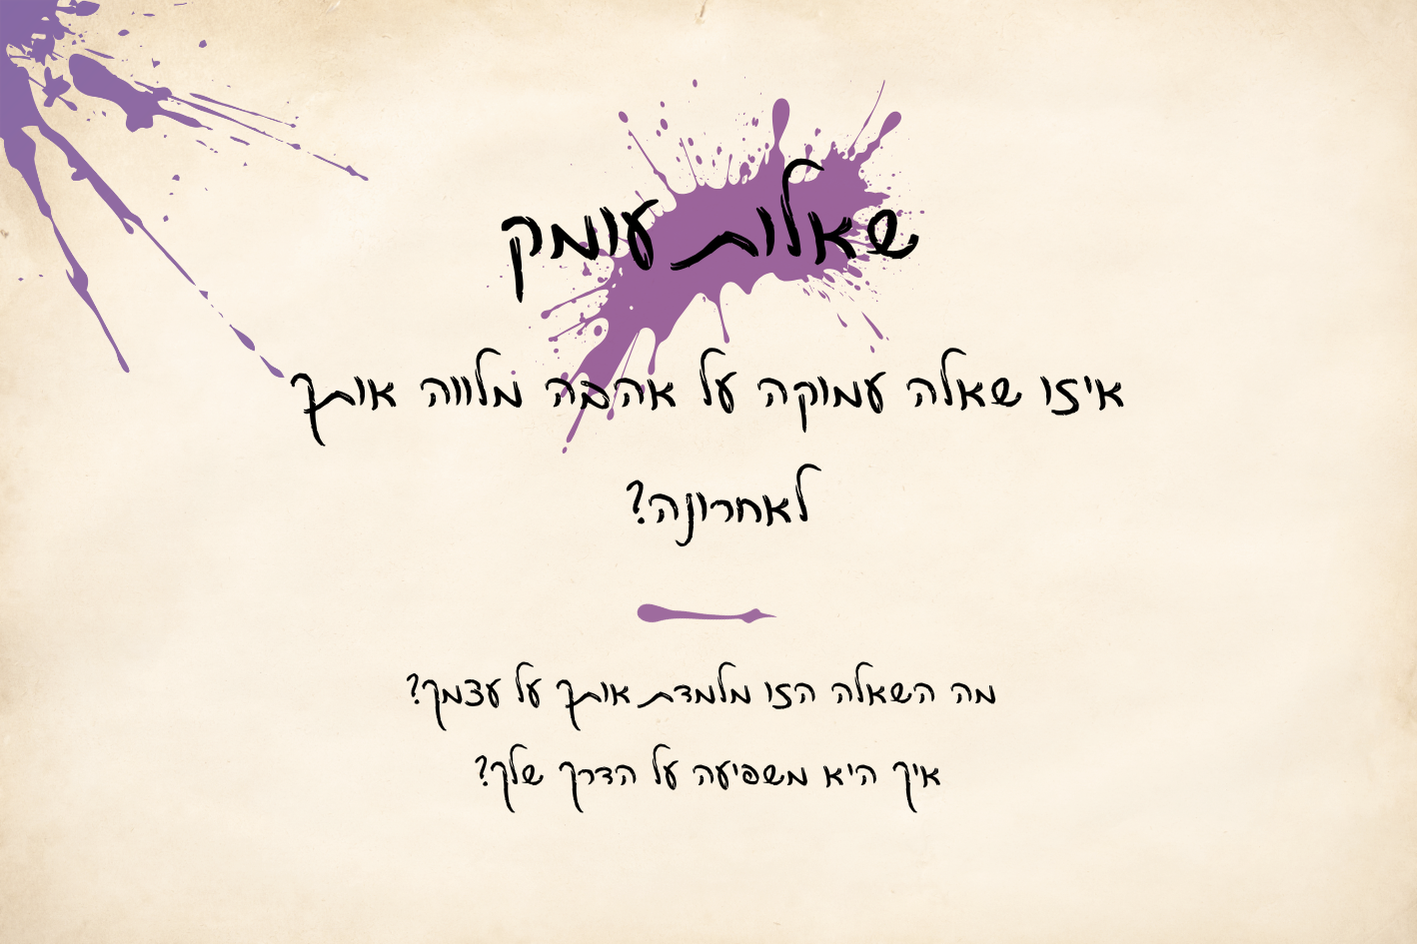 שאלות עומק
איזו שאלה עמוקה על אהבה מלווה אותך
לאחרונה?
מה השאלה הזו מלמדת אותך על עצמך?
איך היא משפיעה על הדרך שלך?